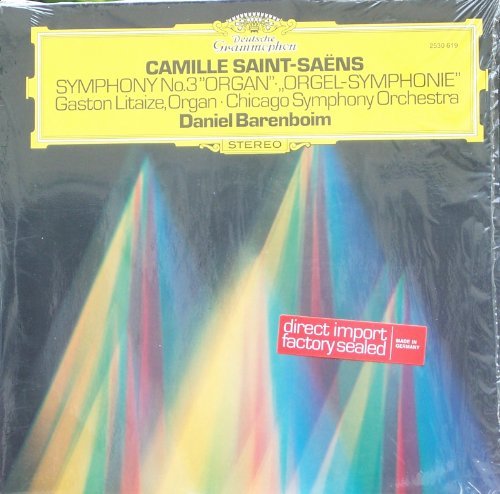 Deutsche
Grammophon
2530 619
CAMILLE SAINT-SAËNS
SYMPHONY No.3"ORGAN"·„ORGEL-SYMPHONIE"
Gaston Litaize, Organ · Chicago Symphony Orchestra
Daniel Barenboim
STEREO
direct import
factory sealed
MADE IN
GERMANY